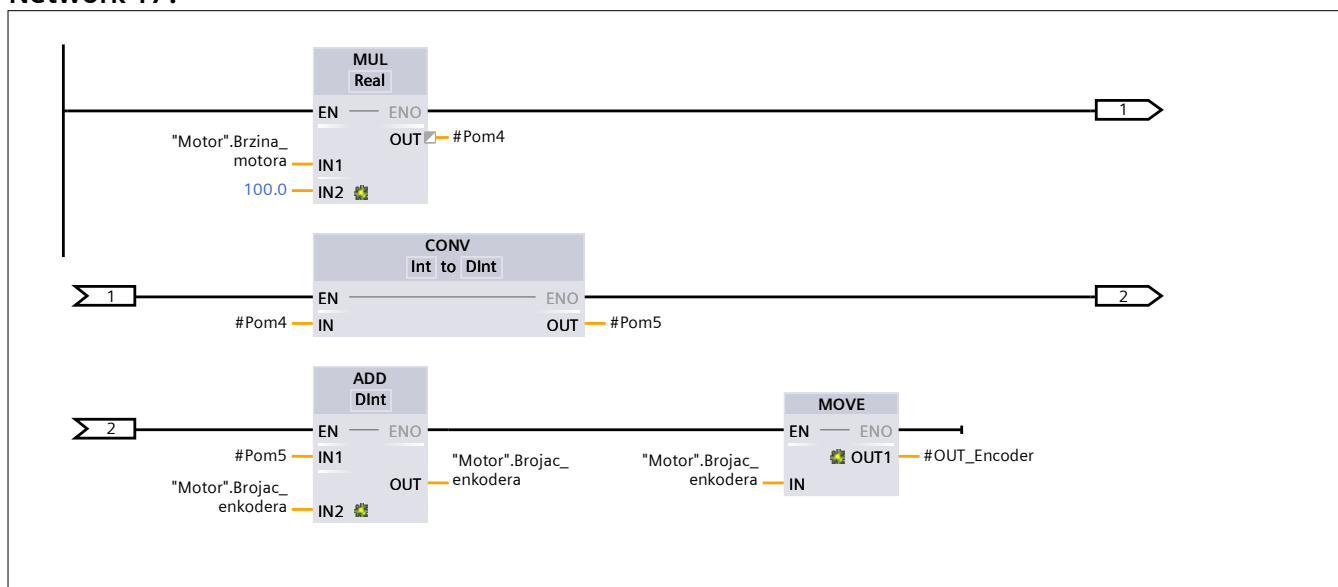 MUL
Real
EN
ENO
1
"Motor".Brzina_
motora
OUT
#Pom4
IN1
100.0
IN2
CONV
Int to DInt
1
EN
ENO
2
#Pom4
IN
OUT
#Pom5
ADD
DInt
MOVE
2
EN
ENO
EN
ENO
#Pom5
IN1
"Motor".Brojac_
enkodera
OUT
"Motor".Brojac_
enkodera
OUT1
#OUT_Encoder
IN
"Motor".Brojac_
enkodera
IN2